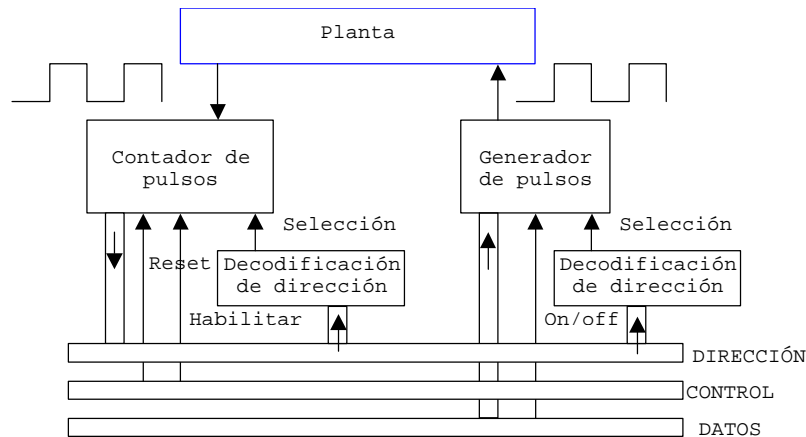 Planta
Contador de
pulsos
Generador
de pulsos
Selección
Selección
Reset
Decodificación
de dirección
Decodificación
de dirección
Habilitar
On/off
DIRECCIÓN
CONTROL
DATOS